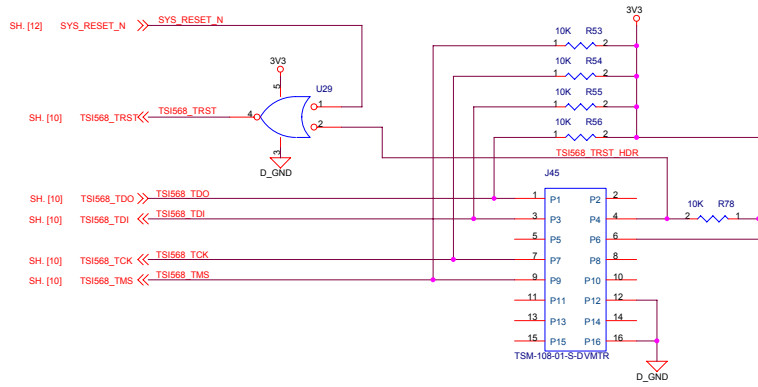 SYS_RESET_N
SH. [12] SYS_RESET_N
3V3
10K R53
1 2
3V3
10K R54
1 2
5 U29
1
10K R55
1 2
SH. [10] TSI568_TRST TSI568_TRST 4
2
10K R56
1 2
3
D_GND
TSI568_TRST_HDR
J45
SH. [10] TSI568_TDO TSI568_TDO 1 P1 P2 2
10K R78
SH. [10] TSI568_TDI TSI568_TDI 3 P3 P4 4 2 1
5 P5 P6 6
SH. [10] TSI568_TCK TSI568_TCK 7 P7 P8 8
SH. [10] TSI568_TMS TSI568_TMS 9 P9 P10 10
11 P11 P12 12
13 P13 P14 14
15 P15 P16 16
TSM-108-01-S-DVMTR
D_GND